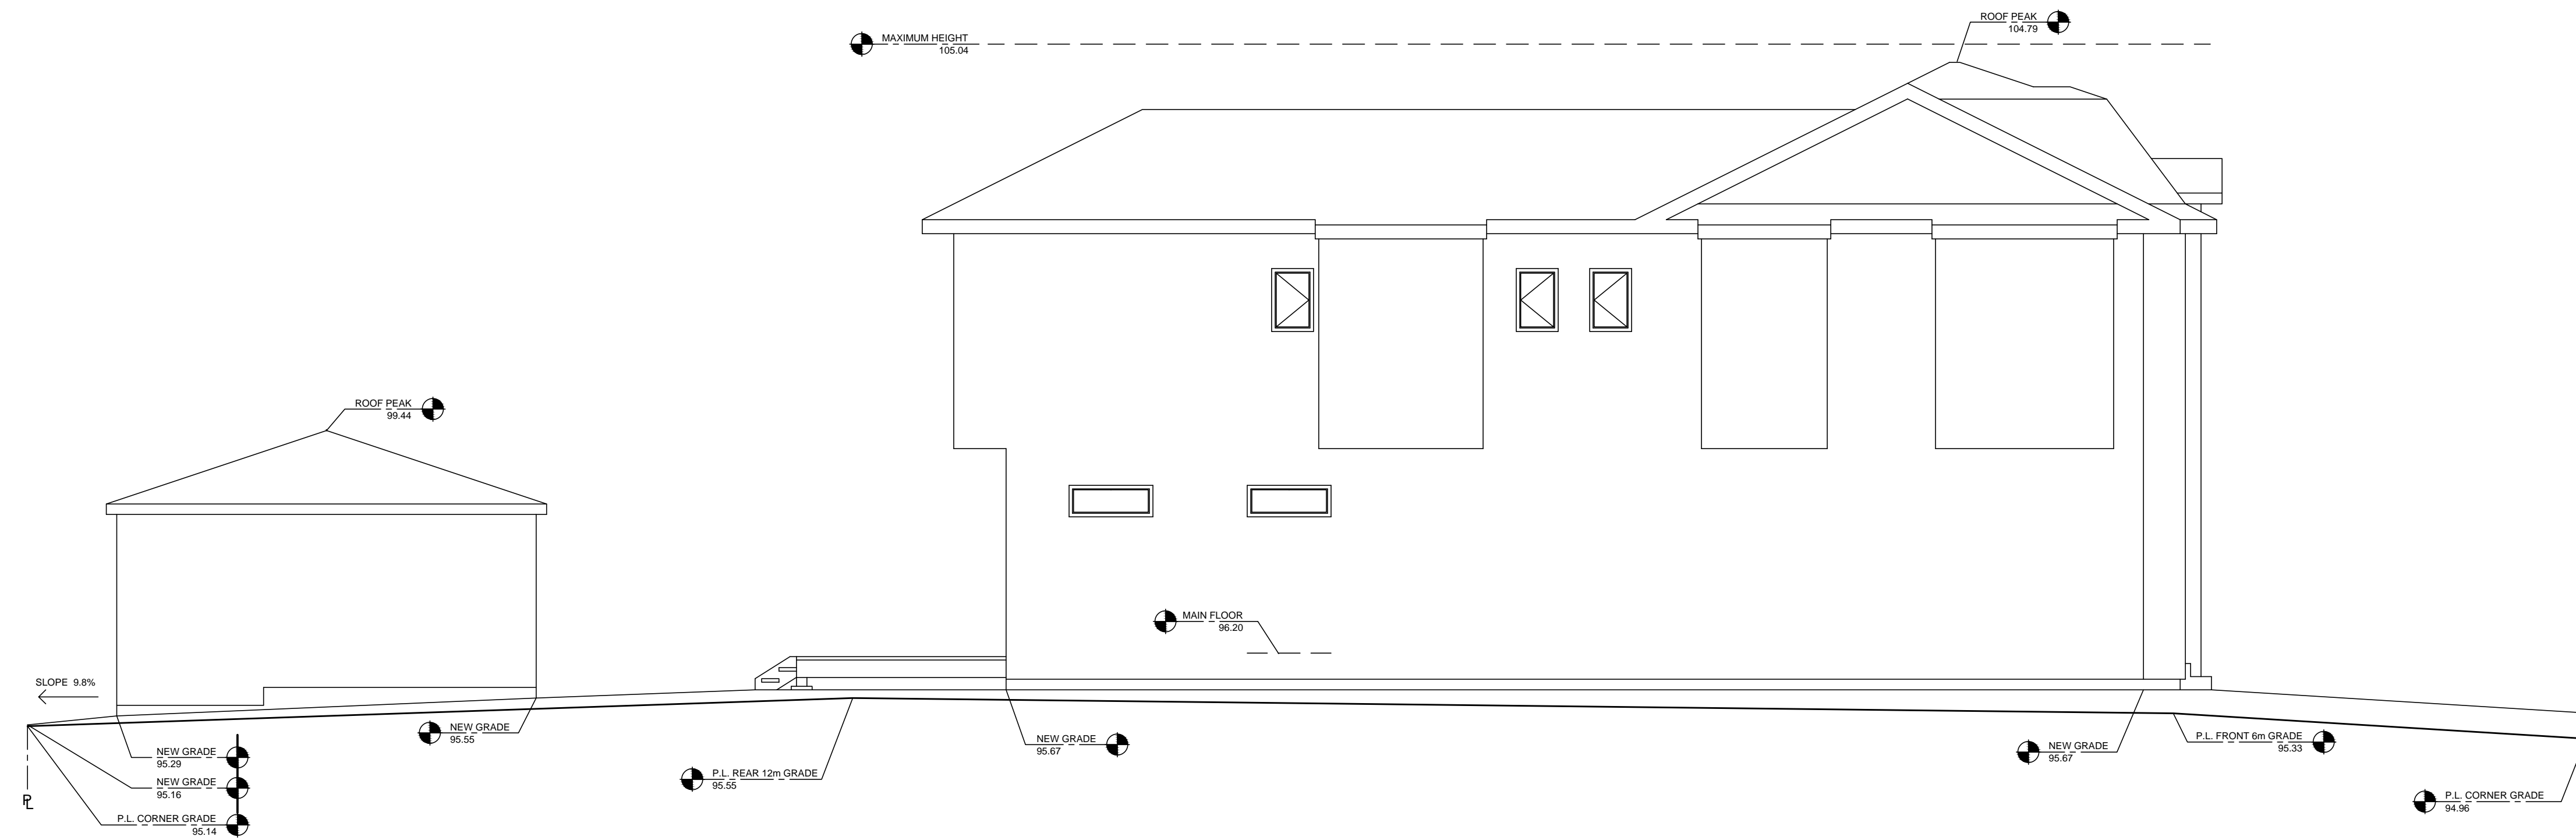 ROOF PEAK
104.79
MAXIMUM HEIGHT
105.04
ROOF PEAK
99.44
MAIN FLOOR
96.20
SLOPE 9.8%
NEW GRADE
95.55
NEW GRADE
95.67
NEW GRADE
95.67
P.L. FRONT 6m GRADE
95.33
NEW GRADE
95.29
P.L. REAR 12m GRADE
95.55
NEW GRADE
95.16
P.L. CORNER GRADE
94.96
PL
P.L. CORNER GRADE
95.14